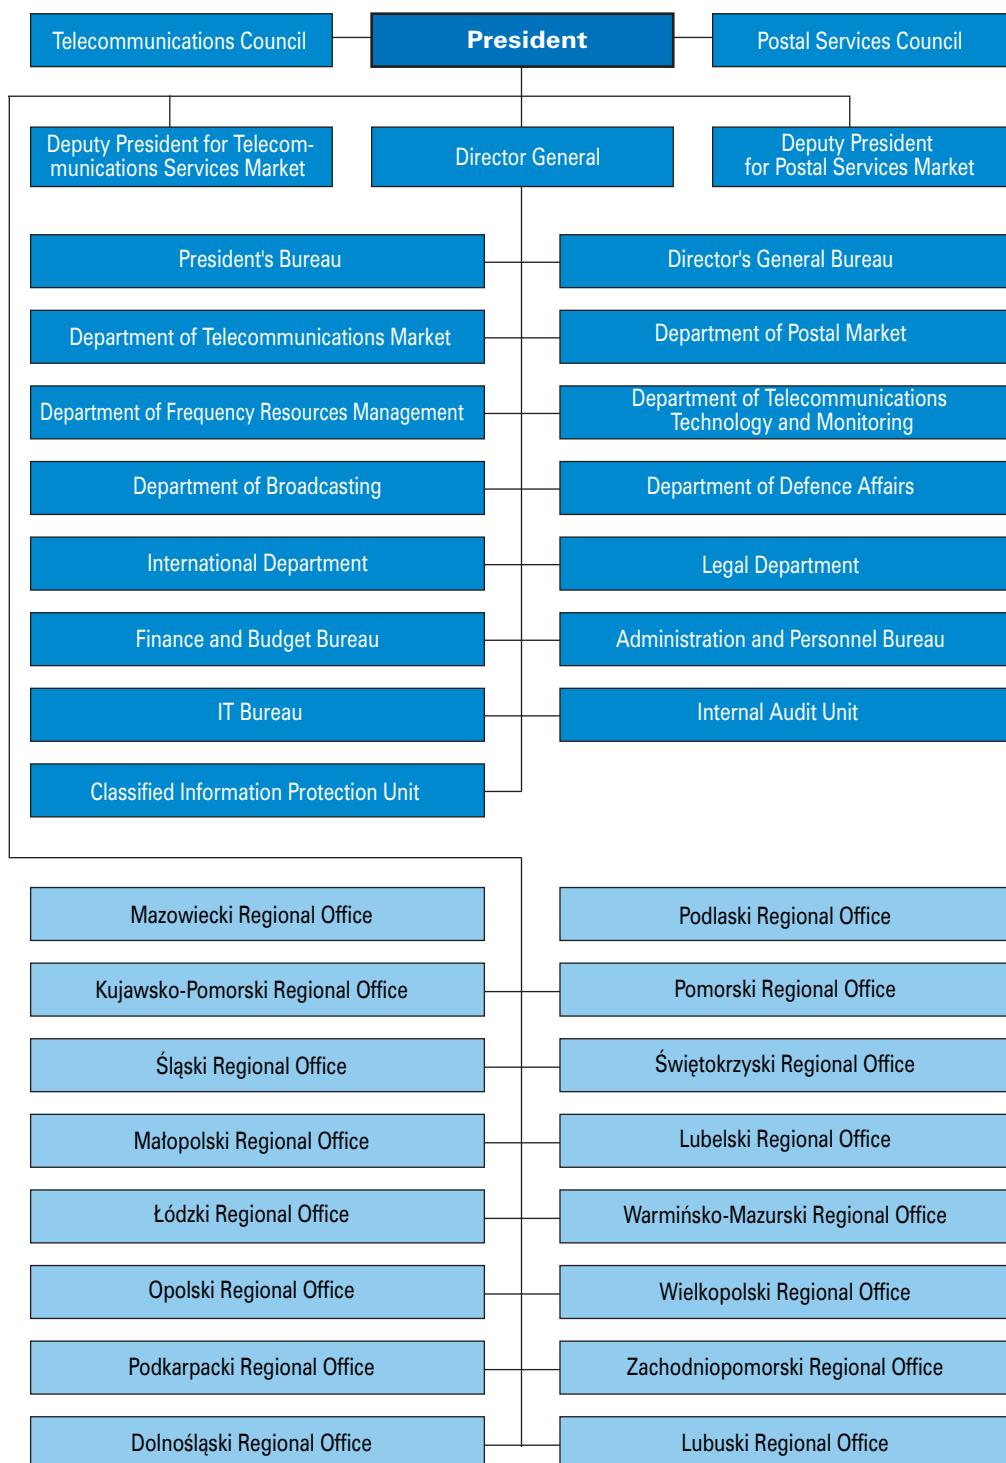 Telecommunications Council
President
Postal Services Council
Deputy President for Telecom-
munications Services Market
Director General
Deputy President
for Postal Services Market
President's Bureau
Director's General Bureau
Department of Telecommunications Market
Department of Postal Market
Department of Frequency Resources Management
Department of Telecommunications
Technology and Monitoring
Department of Broadcasting
Department of Defence Affairs
International Department
Legal Department
Finance and Budget Bureau
Administration and Personnel Bureau
IT Bureau
Internal Audit Unit
Classified Information Protection Unit
Mazowiecki Regional Office
Podlaski Regional Office
Kujawsko-Pomorski Regional Office
Pomorski Regional Office
Śląski Regional Office
Świętokrzyski Regional Office
Małopolski Regional Office
Lubelski Regional Office
Łódzki Regional Office
Warmińsko-Mazurski Regional Office
Opolski Regional Office
Wielkopolski Regional Office
Podkarpacki Regional Office
Zachodniopomorski Regional Office
Dolnośląski Regional Office
Lubuski Regional Office